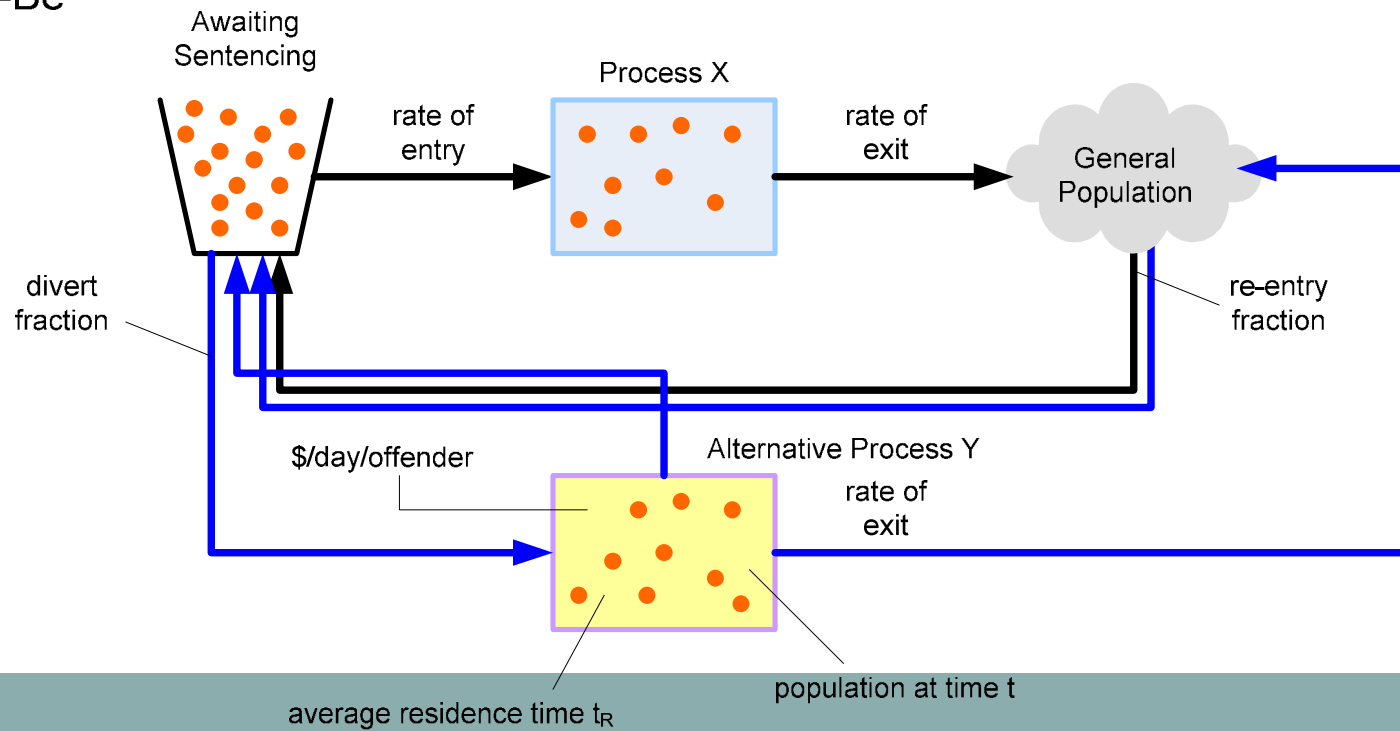 Awaiting
Sentencing
Process X
rate of
entry
rate of
exit
General
Population
divert
fraction
re-entry
fraction
$/day/offender
Alternative Process Y
rate of
exit
population at time t
average residence time tR